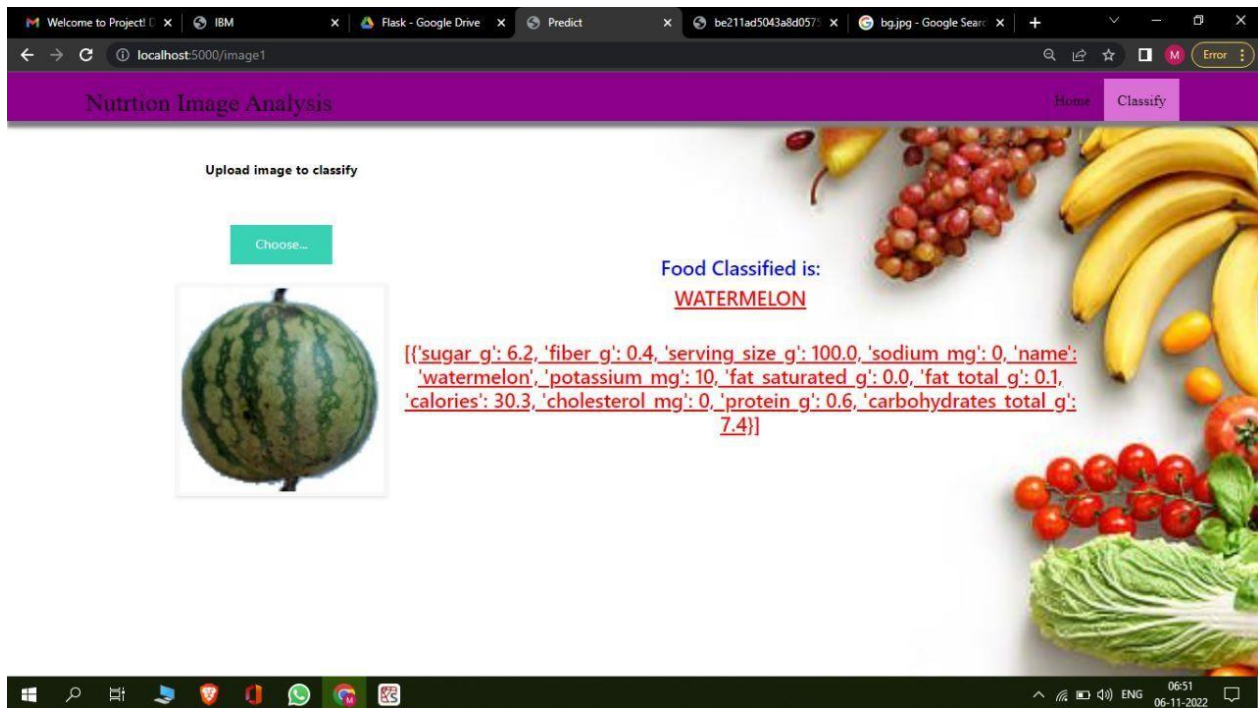 Welcome to Project! D
IBM
Flask - Google Drive
Predict
be211ad5043a8d0575
bg.jpg - Google Searc
localhost:5000/image1
M
Error
Nutrtion Image Analysis
Home
Classify
Upload image to classify
Choose...
Food Classified is:
WATERMELON
[{'sugar_g': 6.2, 'fiber_g': 0.4, 'serving_size_g': 100.0, 'sodium_mg': 0, 'name':
'watermelon', 'potassium_mg': 10, 'fat_saturated_g': 0.0, 'fat_total_g': 0.1,
'calories': 30.3, 'cholesterol_mg': 0, 'protein_g': 0.6, 'carbohydrates_total_g':
7.4}]
ENG
06:51
06-11-2022